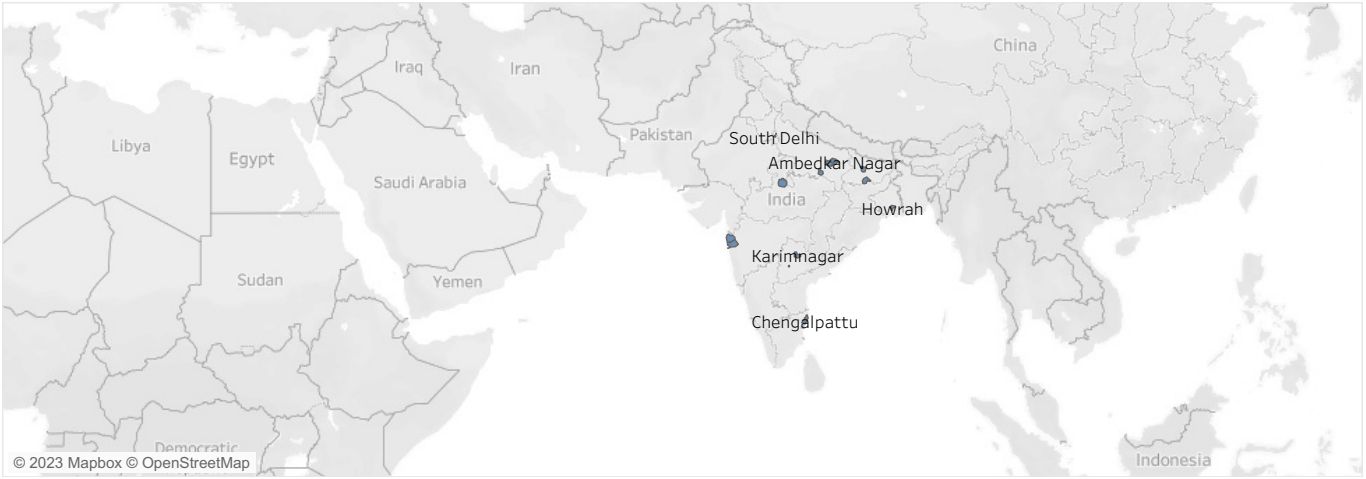 China
Iraq
Iran
South Delhi
Pakistan
Libya
Egypt
Ambedkar Nagar
Saudi Arabia
India
Howrah
Karimnagar
Sudan
Yemen
Chengalpattu
Democratic
Indonesia
© 2023 Mapbox © OpenStreetMap